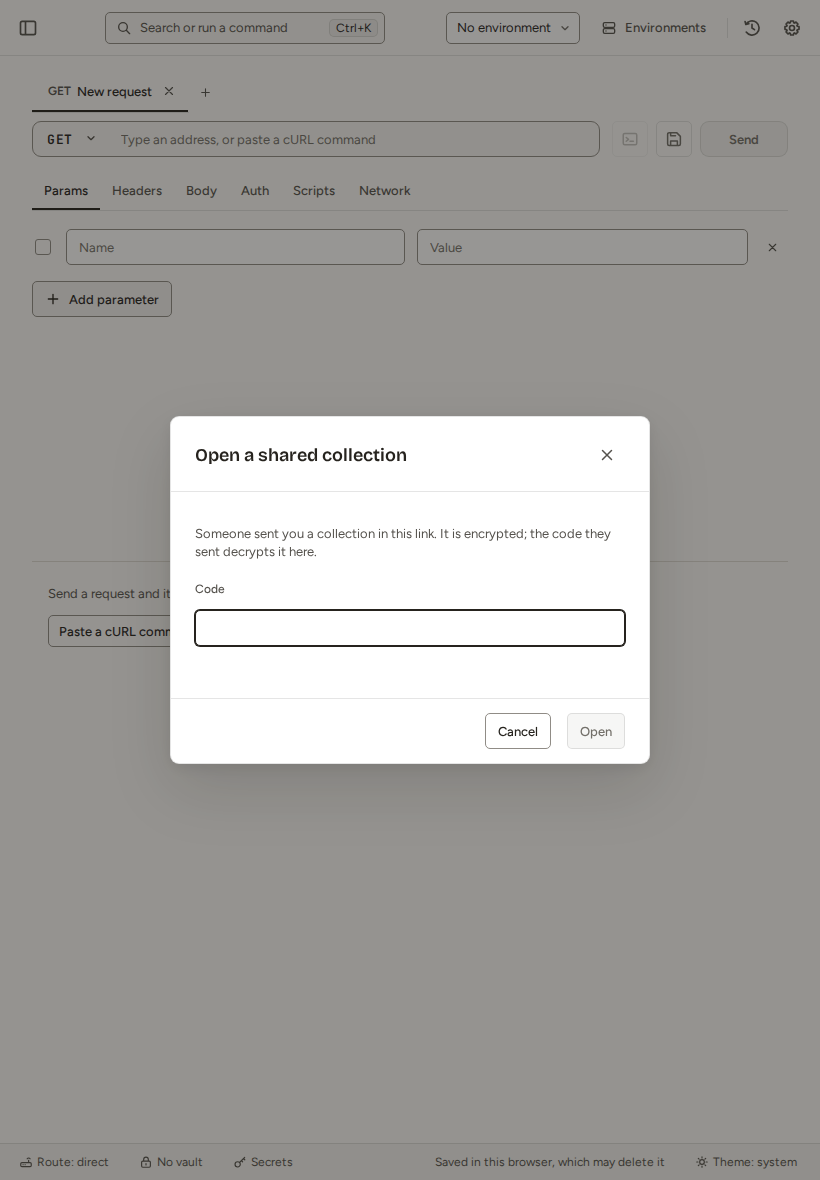 Search or run a command Ctrl+K No environment Environments
GET New request
GET Type an address, or paste a cURL command Send
Params Headers Body Auth Scripts Network
Name Value
Add parameter
Open a shared collection
Someone sent you a collection in this link. It is encrypted; the code they
sent decrypts it here.
Send a request and it
Code
Paste a cURL comm
Cancel Open
Route: direct No vault Secrets Saved in this browser, which may delete it Theme: system